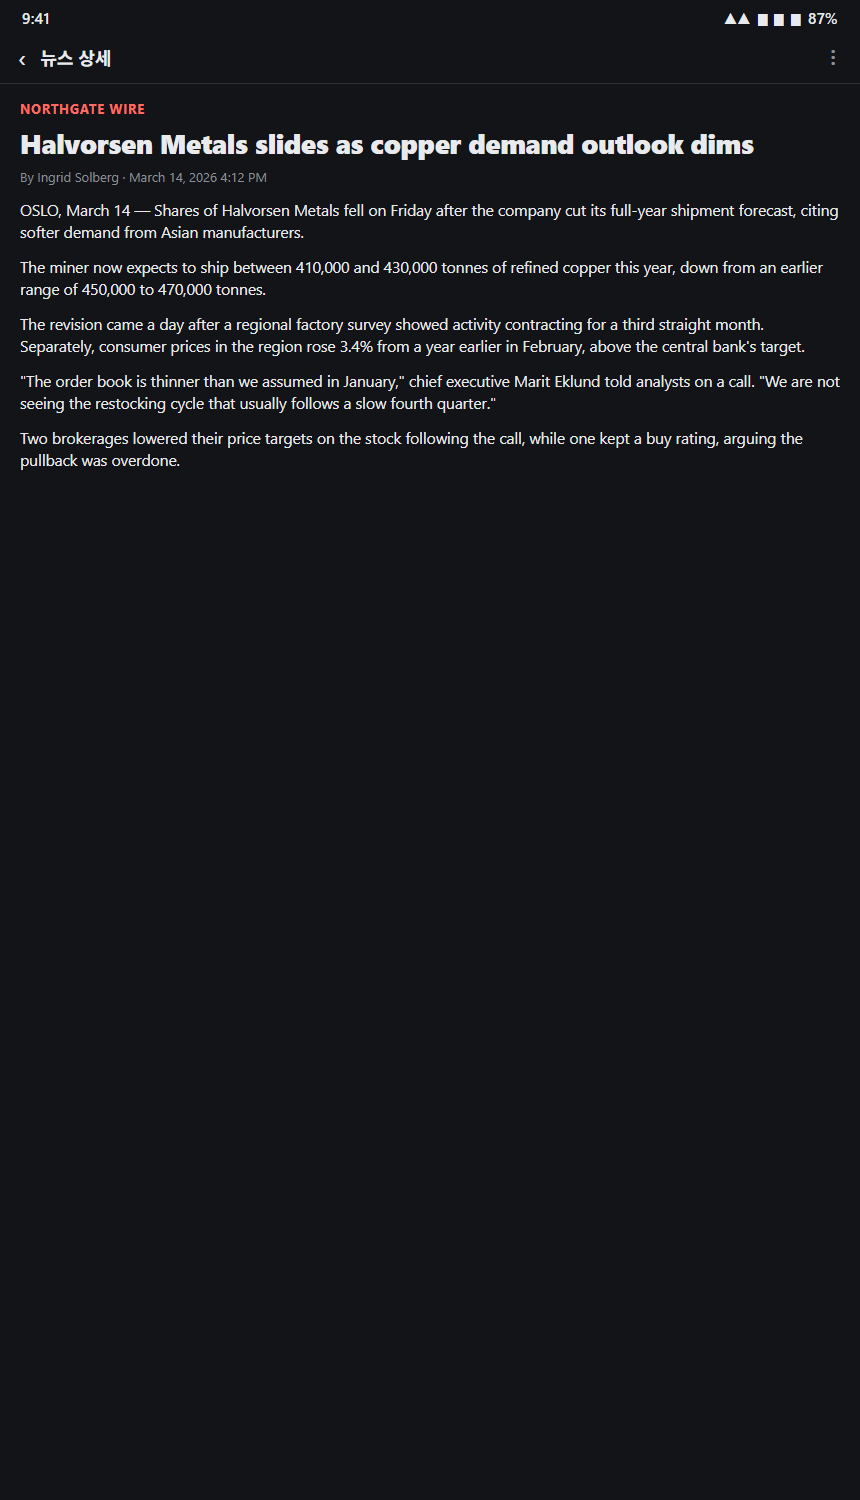 9:41
87%
뉴스 상세
NORTHGATE WIRE
Halvorsen Metals slides as copper demand outlook dims
By Ingrid Solberg · March 14, 2026 4:12 PM
OSLO, March 14 — Shares of Halvorsen Metals fell on Friday after the company cut its full-year shipment forecast, citing
softer demand from Asian manufacturers.
The miner now expects to ship between 410,000 and 430,000 tonnes of refined copper this year, down from an earlier
range of 450,000 to 470,000 tonnes.
The revision came a day after a regional factory survey showed activity contracting for a third straight month.
Separately, consumer prices in the region rose 3.4% from a year earlier in February, above the central bank's target.
"The order book is thinner than we assumed in January," chief executive Marit Eklund told analysts on a call. "We are not
seeing the restocking cycle that usually follows a slow fourth quarter."
Two brokerages lowered their price targets on the stock following the call, while one kept a buy rating, arguing the
pullback was overdone.